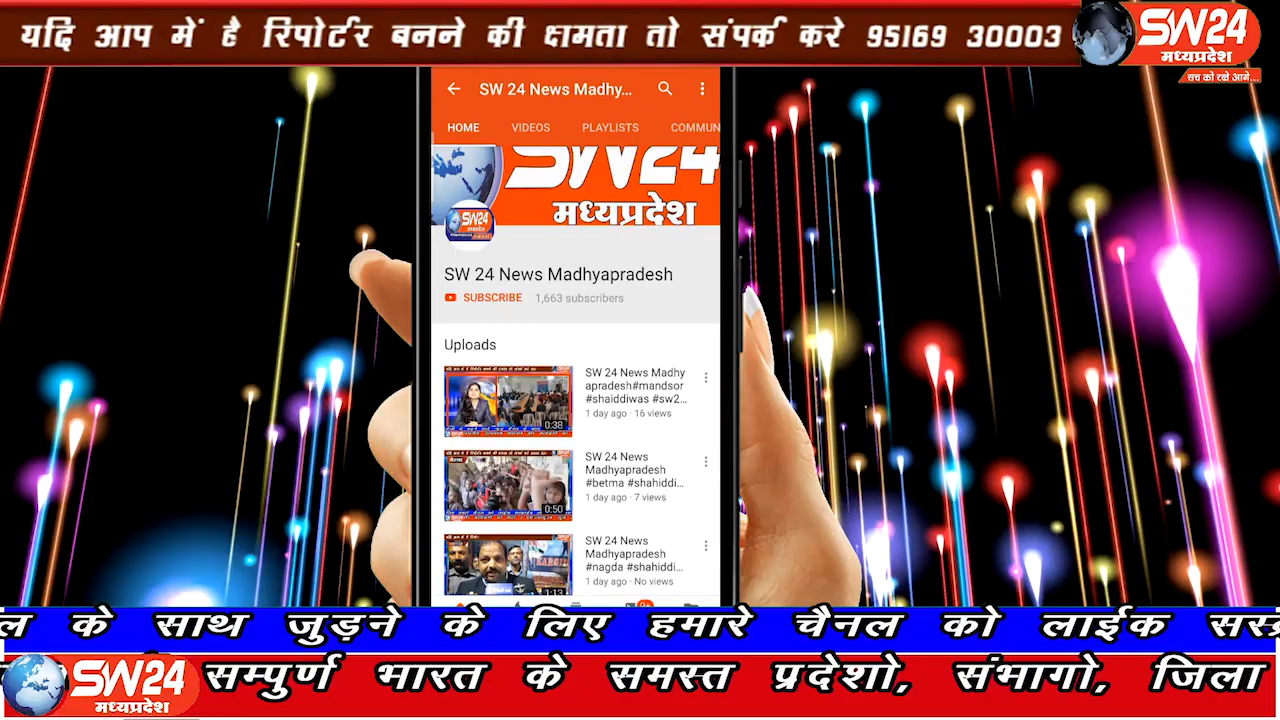 यदि आप में है रिपोर्टर बनने की क्षमता तो संपर्क करे 95169 30003
SW24
मध्यप्रदेश
सच को रखे आगे...
SW 24 News Madhy...
HOME VIDEOS PLAYLISTS COMMUN
SW24
मध्यप्रदेश
SW24
SW 24 News Madhyapradesh
SUBSCRIBE 1,663 subscribers
Uploads
SW 24 News Madhy
apradesh#mandsor
#shaiddiwas #sw2...
1 day ago · 16 views
0:38
SW 24 News
Madhyapradesh
#betma #shahiddi...
1 day ago · 7 views
0:50
SW 24 News
Madhyapradesh
#nagda #shahiddi...
1 day ago · No views
1:13
ल के साथ जुड़ने के लिए हमारे चैनल को लाईक सस्क्र
SW24
मध्यप्रदेश
सम्पुर्ण भारत के समस्त प्रदेशो, संभागो, जिला